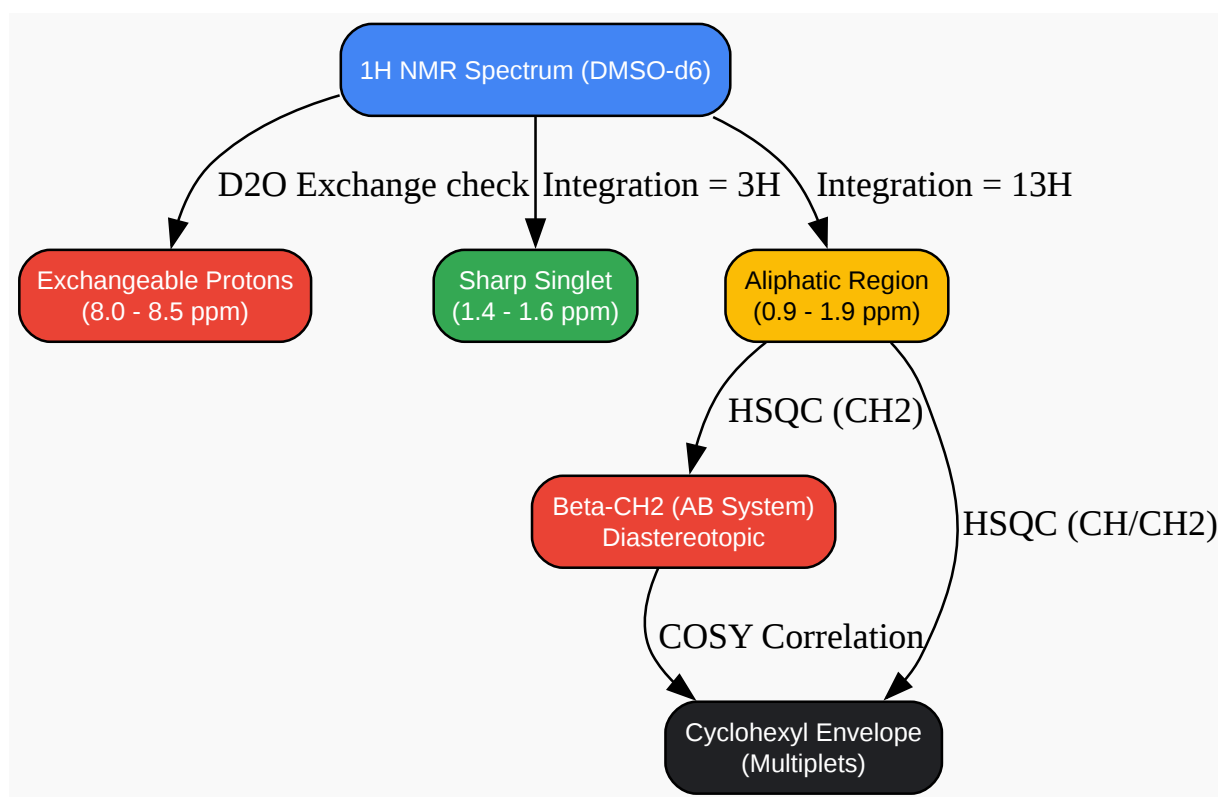 1H NMR Spectrum (DMSO-d6)
D2O Exchange check
Integration = 3H
Integration = 13H
Exchangeable Protons
(8.0 - 8.5 ppm)
Sharp Singlet
(1.4 - 1.6 ppm)
Aliphatic Region
(0.9 - 1.9 ppm)
HSQC (CH2)
Beta-CH2 (AB System)
Diastereotopic
HSQC (CH/CH2)
COSY Correlation
Cyclohexyl Envelope
(Multiplets)